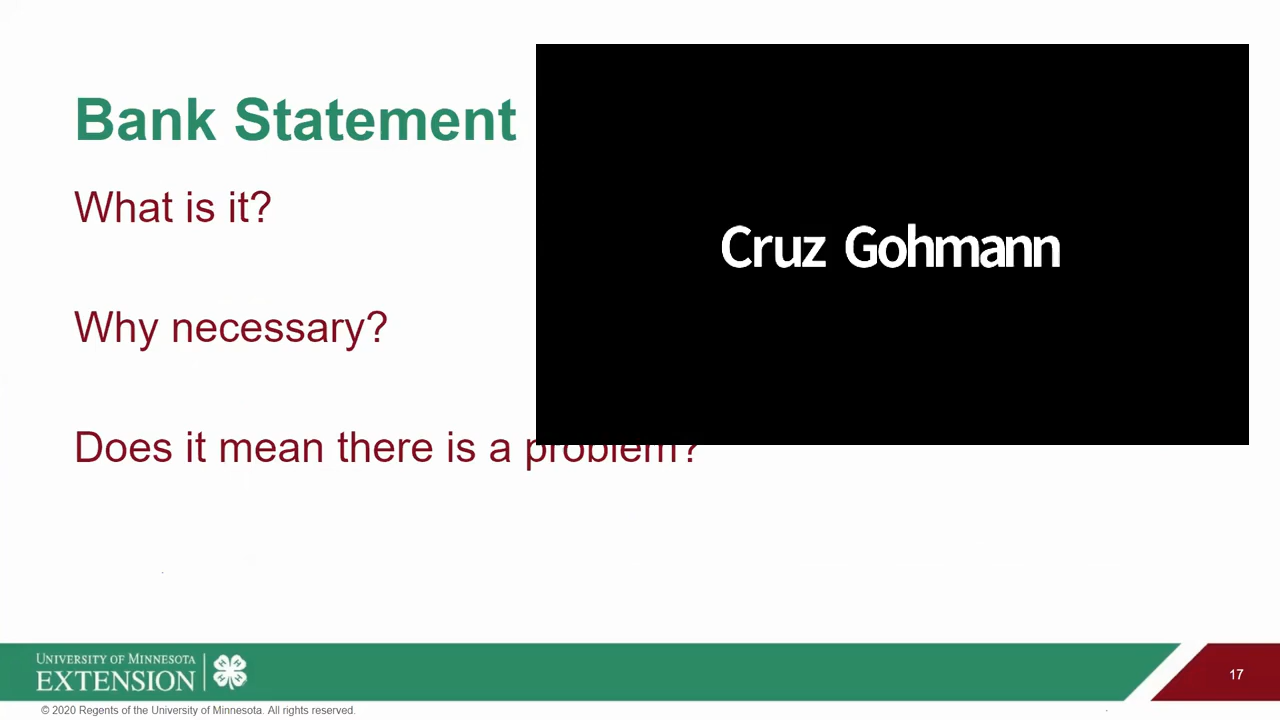 Bank Statement
What is it?
Why necessary?
Does it mean there is a problem?
Cruz Gohmann
UNIVERSITY OF MINNESOTA
EXTENSION
17
© 2020 Regents of the University of Minnesota. All rights reserved.